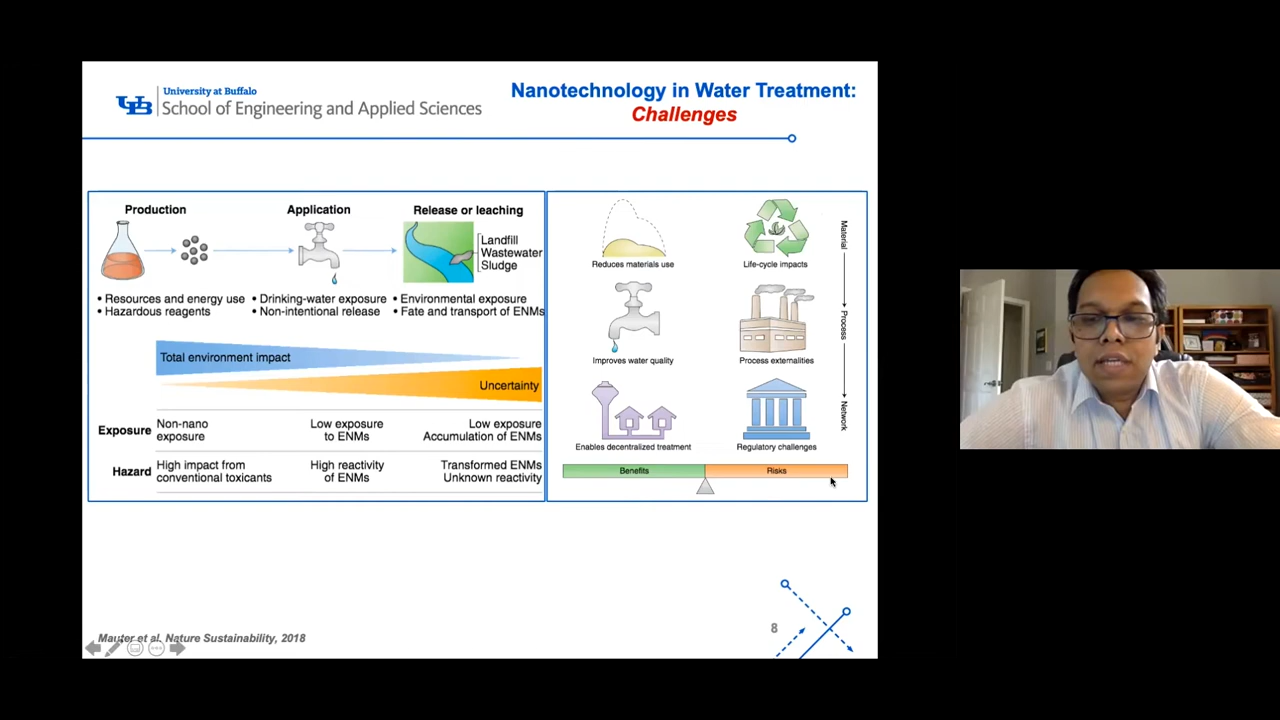 University at Buffalo
School of Engineering and Applied Sciences
UB
Nanotechnology in Water Treatment:
Challenges
Production
Application
Release or leaching
Landfill
Wastewater
Sludge
• Resources and energy use
• Hazardous reagents
• Drinking-water exposure
• Non-intentional release
• Environmental exposure
• Fate and transport of ENMs
Total environment impact
Uncertainty
Exposure
Non-nano
exposure
Low exposure
to ENMs
Low exposure
Accumulation of ENMs
Hazard
High impact from
conventional toxicants
High reactivity
of ENMs
Transformed ENMs
Unknown reactivity
Reduces materials use
Life-cycle impacts
Improves water quality
Process externalities
Enables decentralized treatment
Regulatory challenges
Material
Process
Network
Benefits
Risks
Mauter et al. Nature Sustainability, 2018
8